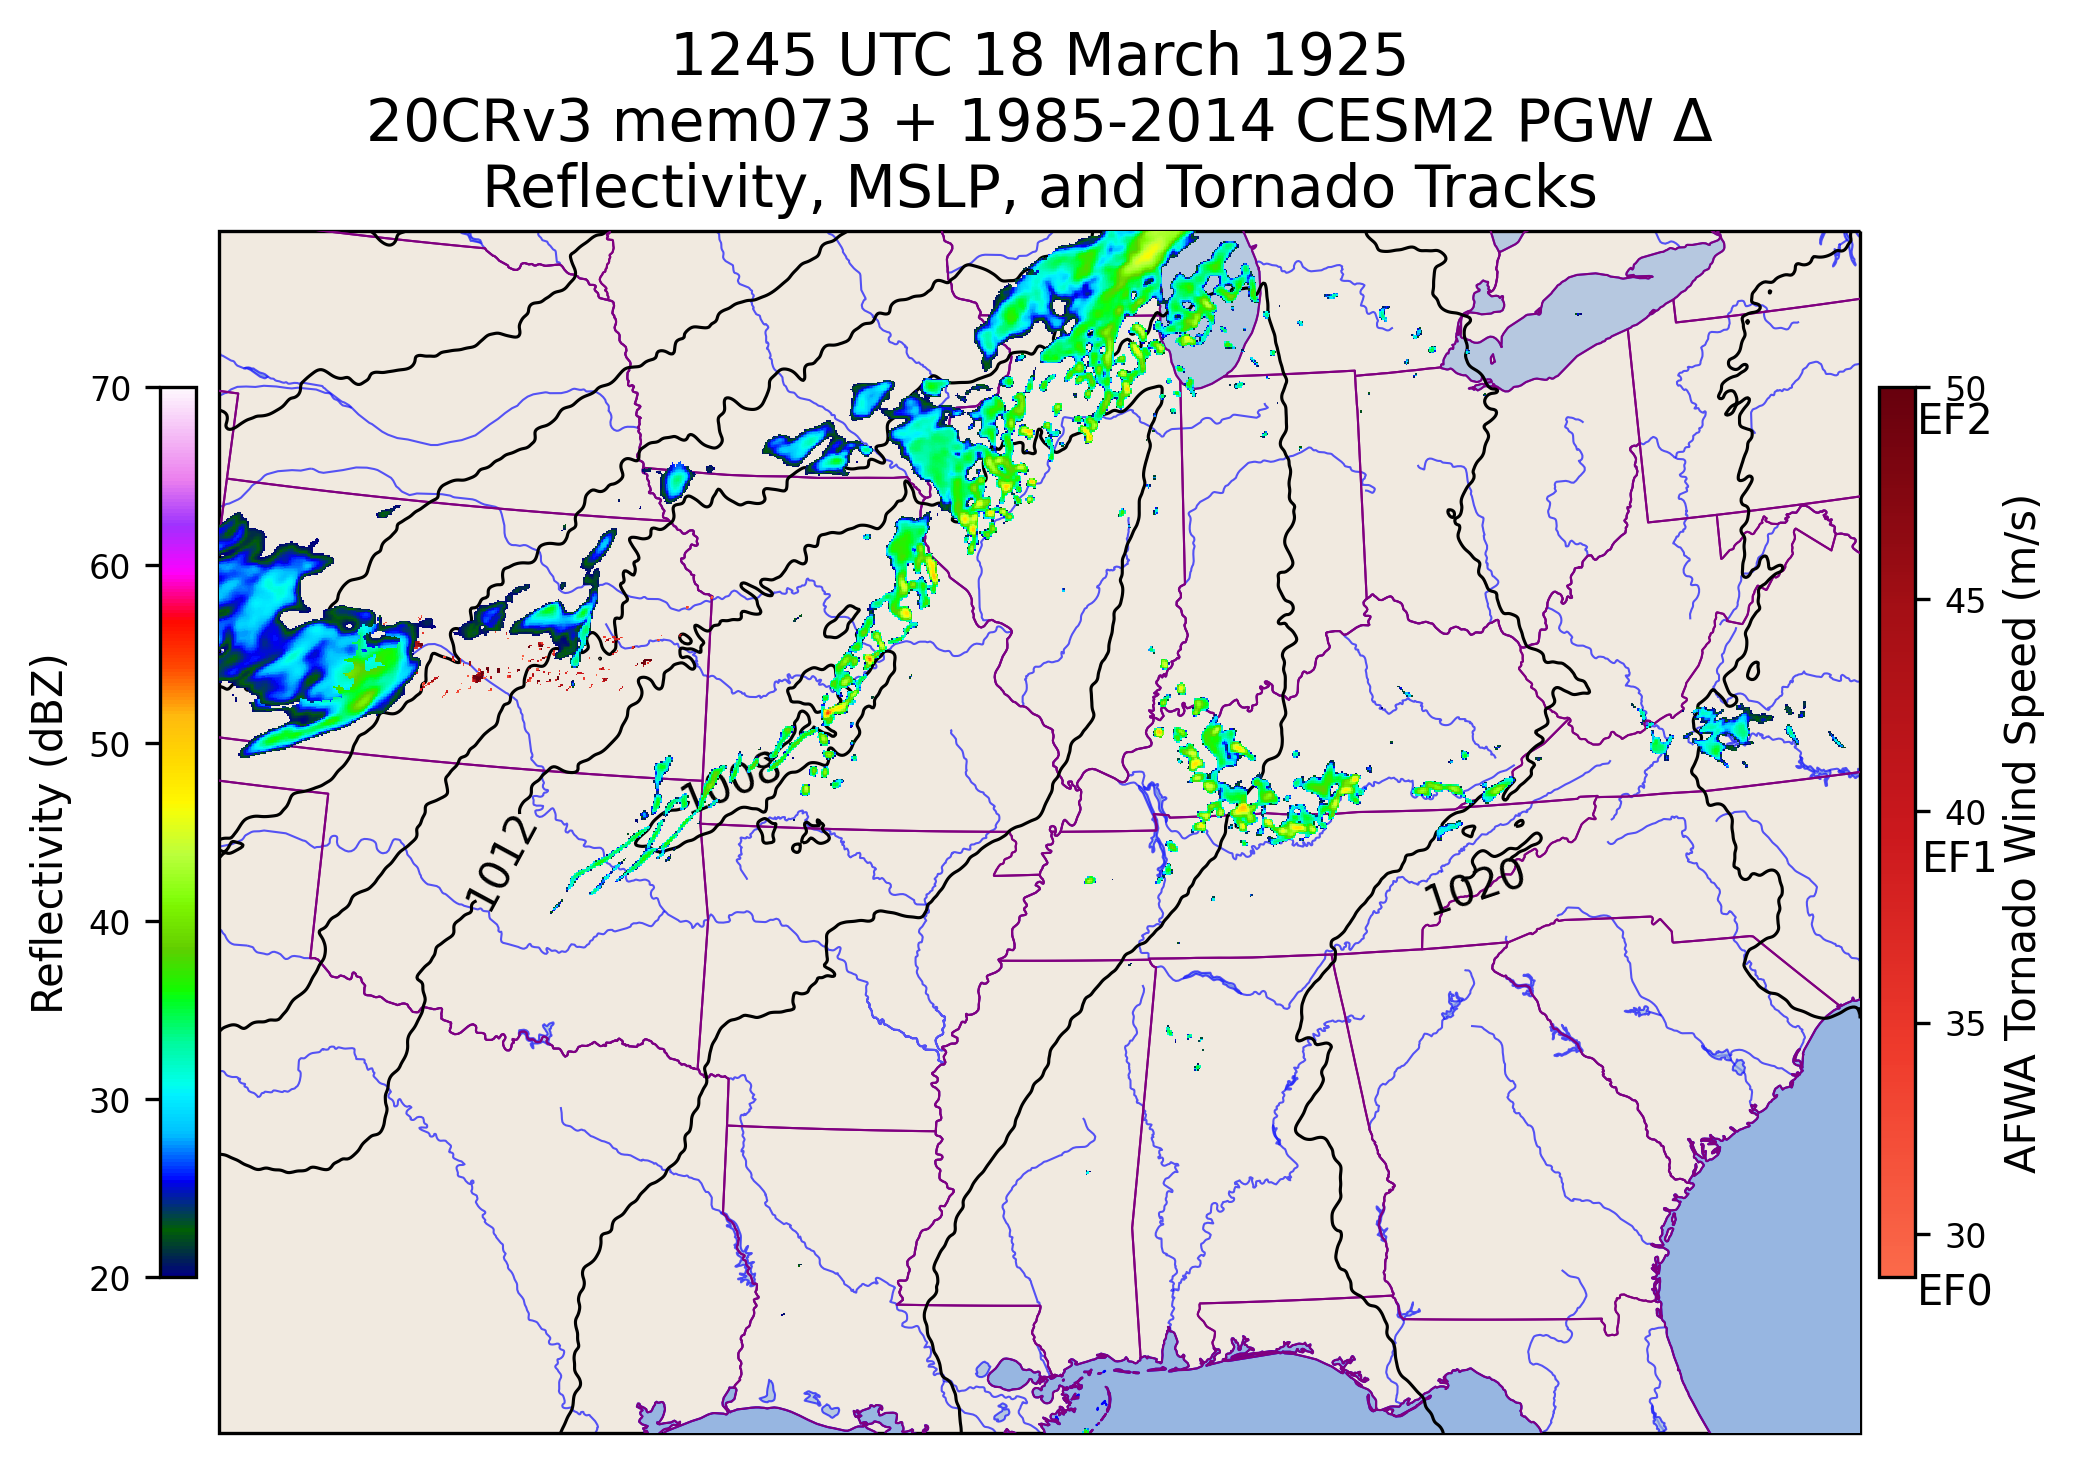 1245 UTC 18 March 1925
20CRv3 mem073 + 1985-2014 CESM2 PGW Δ
Reflectivity, MSLP, and Tornado Tracks
70
60
50
40
30
20
Reflectivity (dBZ)
1008
1012
1020
50
EF2
45
40
EF1
35
30
EF0
AFWA Tornado Wind Speed (m/s)